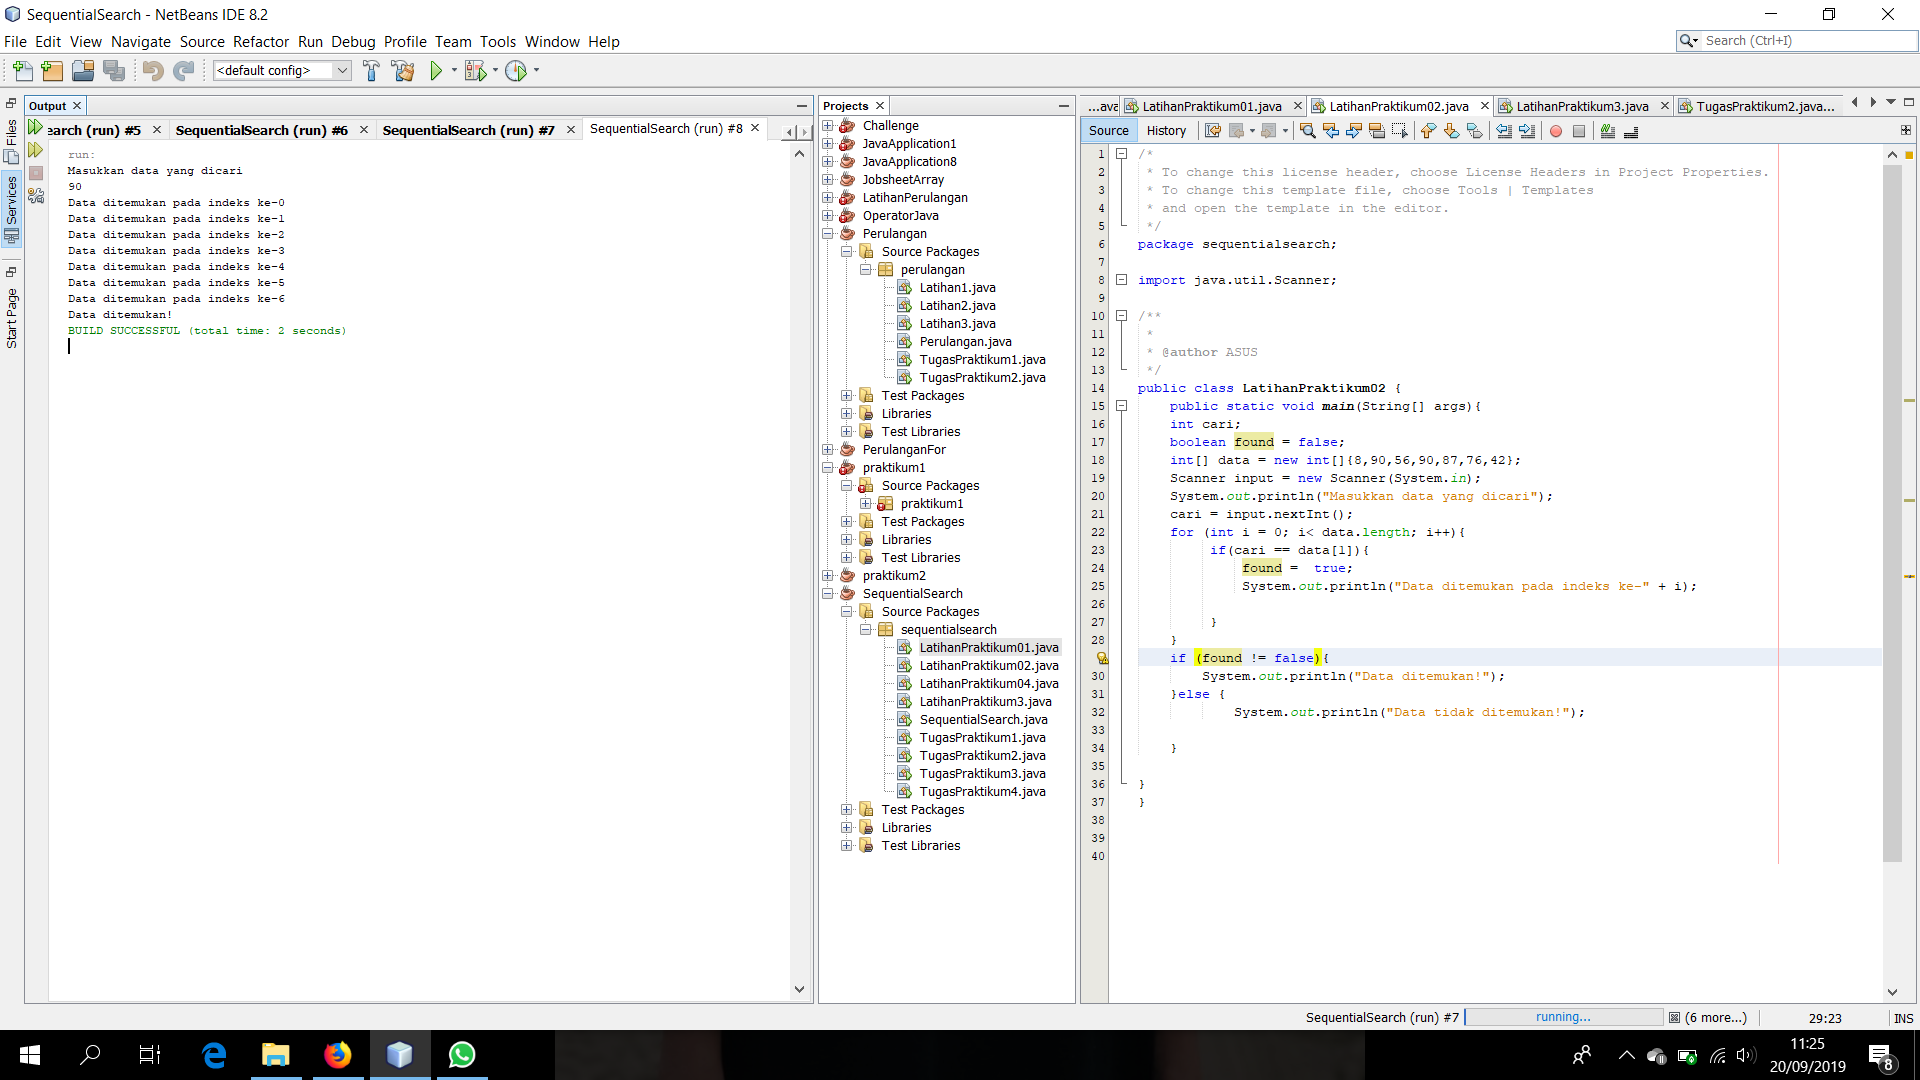 SequentialSearch - NetBeans IDE 8.2
File Edit View Navigate Source Refactor Run Debug Profile Team Tools Window Help
Search (Ctrl+I)
<default config>
Files
Services
Start Page
Output
earch (run) #5
SequentialSearch (run) #6
SequentialSearch (run) #7
SequentialSearch (run) #8
run:
Masukkan data yang dicari
90
Data ditemukan pada indeks ke-0
Data ditemukan pada indeks ke-1
Data ditemukan pada indeks ke-2
Data ditemukan pada indeks ke-3
Data ditemukan pada indeks ke-4
Data ditemukan pada indeks ke-5
Data ditemukan pada indeks ke-6
Data ditemukan!
BUILD SUCCESSFUL (total time: 2 seconds)
Projects
Challenge
JavaApplication1
JavaApplication8
JobsheetArray
LatihanPerulangan
OperatorJava
Perulangan
Source Packages
perulangan
Latihan1.java
Latihan2.java
Latihan3.java
Perulangan.java
TugasPraktikum1.java
TugasPraktikum2.java
Test Packages
Libraries
Test Libraries
PerulanganFor
praktikum1
Source Packages
praktikum1
Test Packages
Libraries
Test Libraries
praktikum2
SequentialSearch
Source Packages
sequentialsearch
LatihanPraktikum01.java
LatihanPraktikum02.java
LatihanPraktikum04.java
LatihanPraktikum3.java
SequentialSearch.java
TugasPraktikum1.java
TugasPraktikum2.java
TugasPraktikum3.java
TugasPraktikum4.java
Test Packages
Libraries
Test Libraries
...ava
LatihanPraktikum01.java
LatihanPraktikum02.java
LatihanPraktikum3.java
TugasPraktikum2.java...
Source History
1 /*
2 * To change this license header, choose License Headers in Project Properties.
3 * To change this template file, choose Tools | Templates
4 * and open the template in the editor.
5 */
6 package sequentialsearch;
7
8 import java.util.Scanner;
9
10 /**
11 *
12 * @author ASUS
13 */
14 public class LatihanPraktikum02 {
15 public static void main(String[] args){
16 int cari;
17 boolean found = false;
18 int[] data = new int[]{8,90,56,90,87,76,42};
19 Scanner input = new Scanner(System.in);
20 System.out.println("Masukkan data yang dicari");
21 cari = input.nextInt();
22 for (int i = 0; i< data.length; i++){
23 if(cari == data[1]){
24 found =  true;
25 System.out.println("Data ditemukan pada indeks ke-" + i);
26
27 }
28 }
if (found != false){
30 System.out.println("Data ditemukan!");
31 }else {
32 System.out.println("Data tidak ditemukan!");
33
34 }
35
36 }
37 }
38
39
40
SequentialSearch (run) #7 running... (6 more...) 29:23 INS
11:25
20/09/2019
8